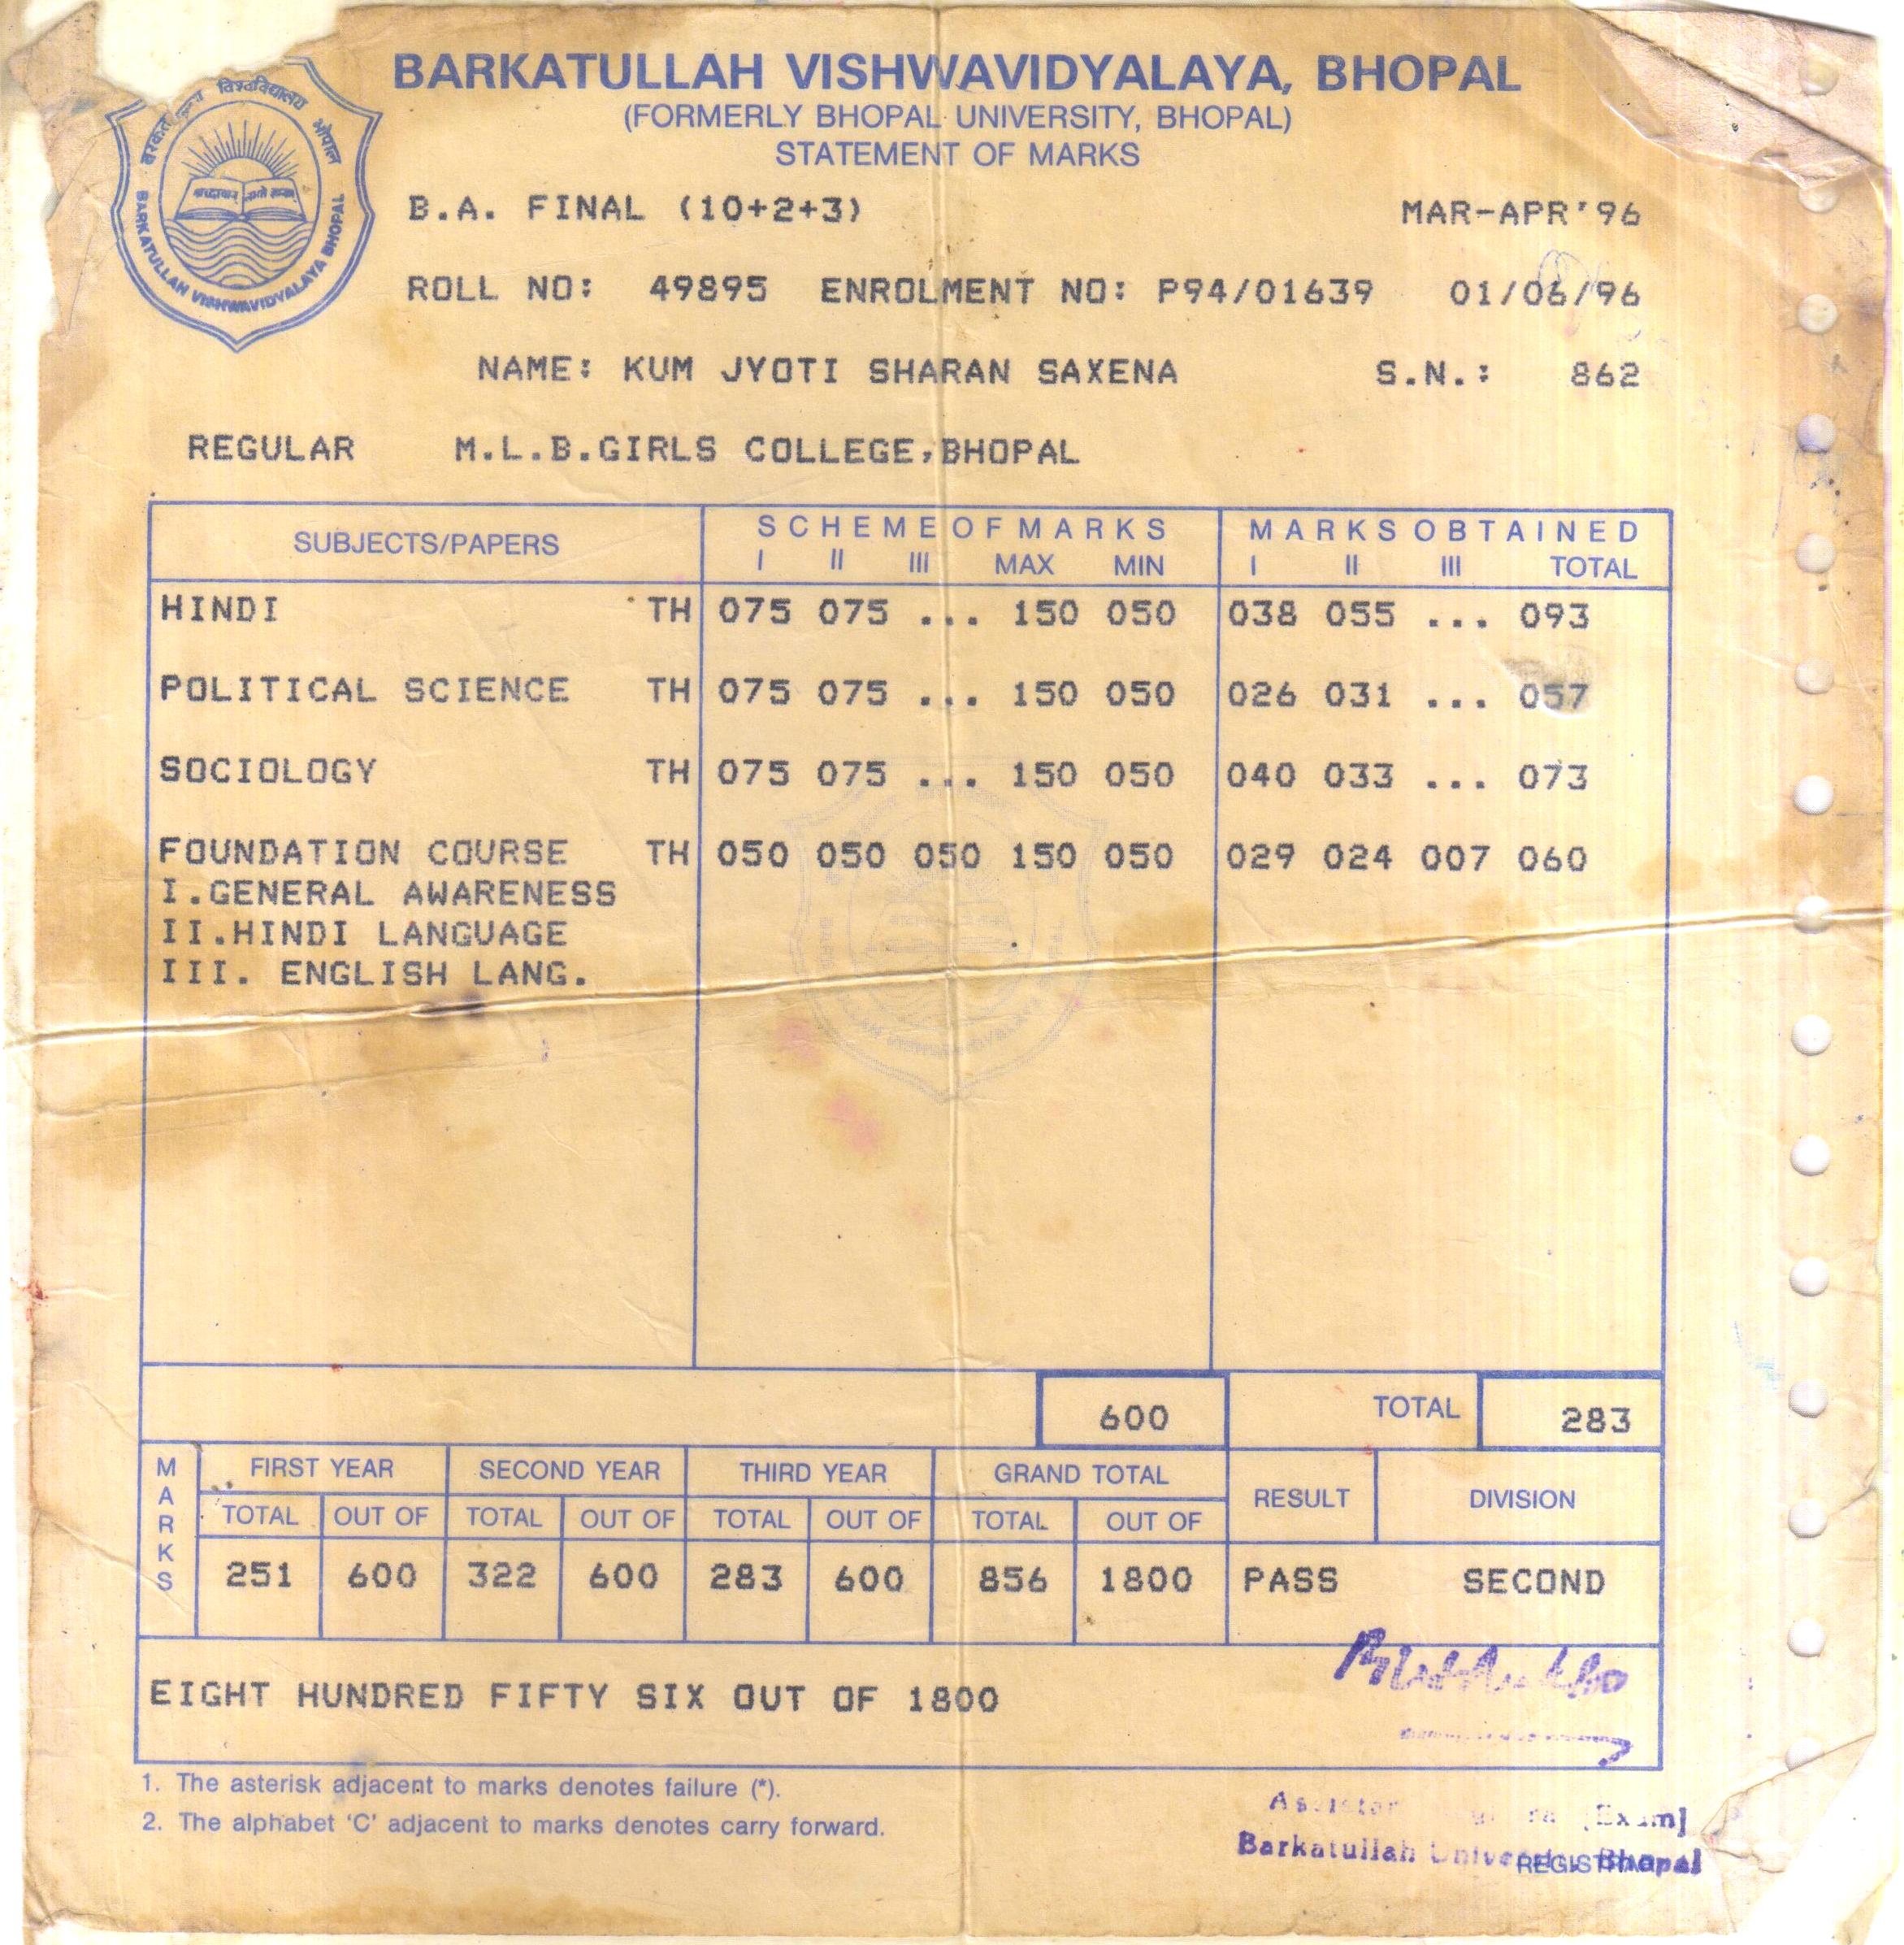 BARKATULLAH VISHWAVIDYALAYA, BHOPAL
(FORMERLY BHOPAL UNIVERSITY, BHOPAL)
STATEMENT OF MARKS
विश्वविद्यालय भोपाल
BARKATULLAH VISHWAVIDYALAYA BHOPAL
B.A. FINAL (10+2+3) MAR-APR'96
ROLL NO: 49895 ENROLMENT NO: P94/01639 01/06/96
NAME: KUM JYOTI SHARAN SAXENA S.N.: 862
REGULAR M.L.B.GIRLS COLLEGE,BHOPAL
SUBJECTS/PAPERS SCHEME OF MARKS MARKS OBTAINED
I II III MAX MIN I II III TOTAL
HINDI TH 075 075 ... 150 050 038 055 ... 093
POLITICAL SCIENCE TH 075 075 ... 150 050 026 031 ... 057
SOCIOLOGY TH 075 075 ... 150 050 040 033 ... 073
FOUNDATION COURSE TH 050 050 050 150 050 029 024 007 060
I.GENERAL AWARENESS
II.HINDI LANGUAGE
III. ENGLISH LANG.
600 TOTAL 283
MARKS FIRST YEAR SECOND YEAR THIRD YEAR GRAND TOTAL RESULT DIVISION
TOTAL OUT OF TOTAL OUT OF TOTAL OUT OF TOTAL OUT OF
251 600 322 600 283 600 856 1800 PASS SECOND
EIGHT HUNDRED FIFTY SIX OUT OF 1800
1. The asterisk adjacent to marks denotes failure (*).
2. The alphabet 'C' adjacent to marks denotes carry forward.
[Exam]
Barkatullah Bhopal
REGISTRAR